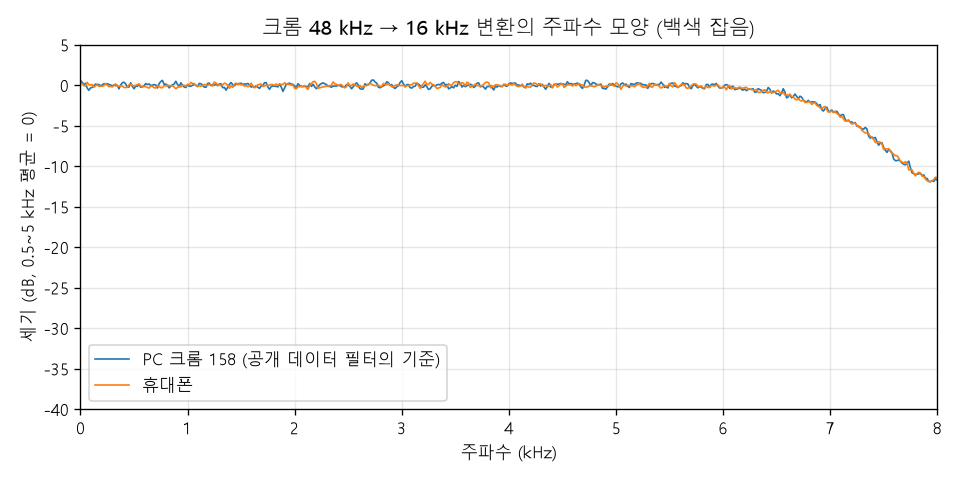 크롬 48 kHz → 16 kHz 변환의 주파수 모양 (백색 잡음)
세기 (dB, 0.5~5 kHz 평균 = 0)
5
0
-5
-10
-15
-20
-25
-30
-35
-40
PC 크롬 158 (공개 데이터 필터의 기준)
휴대폰
0 1 2 3 4 5 6 7 8
주파수 (kHz)